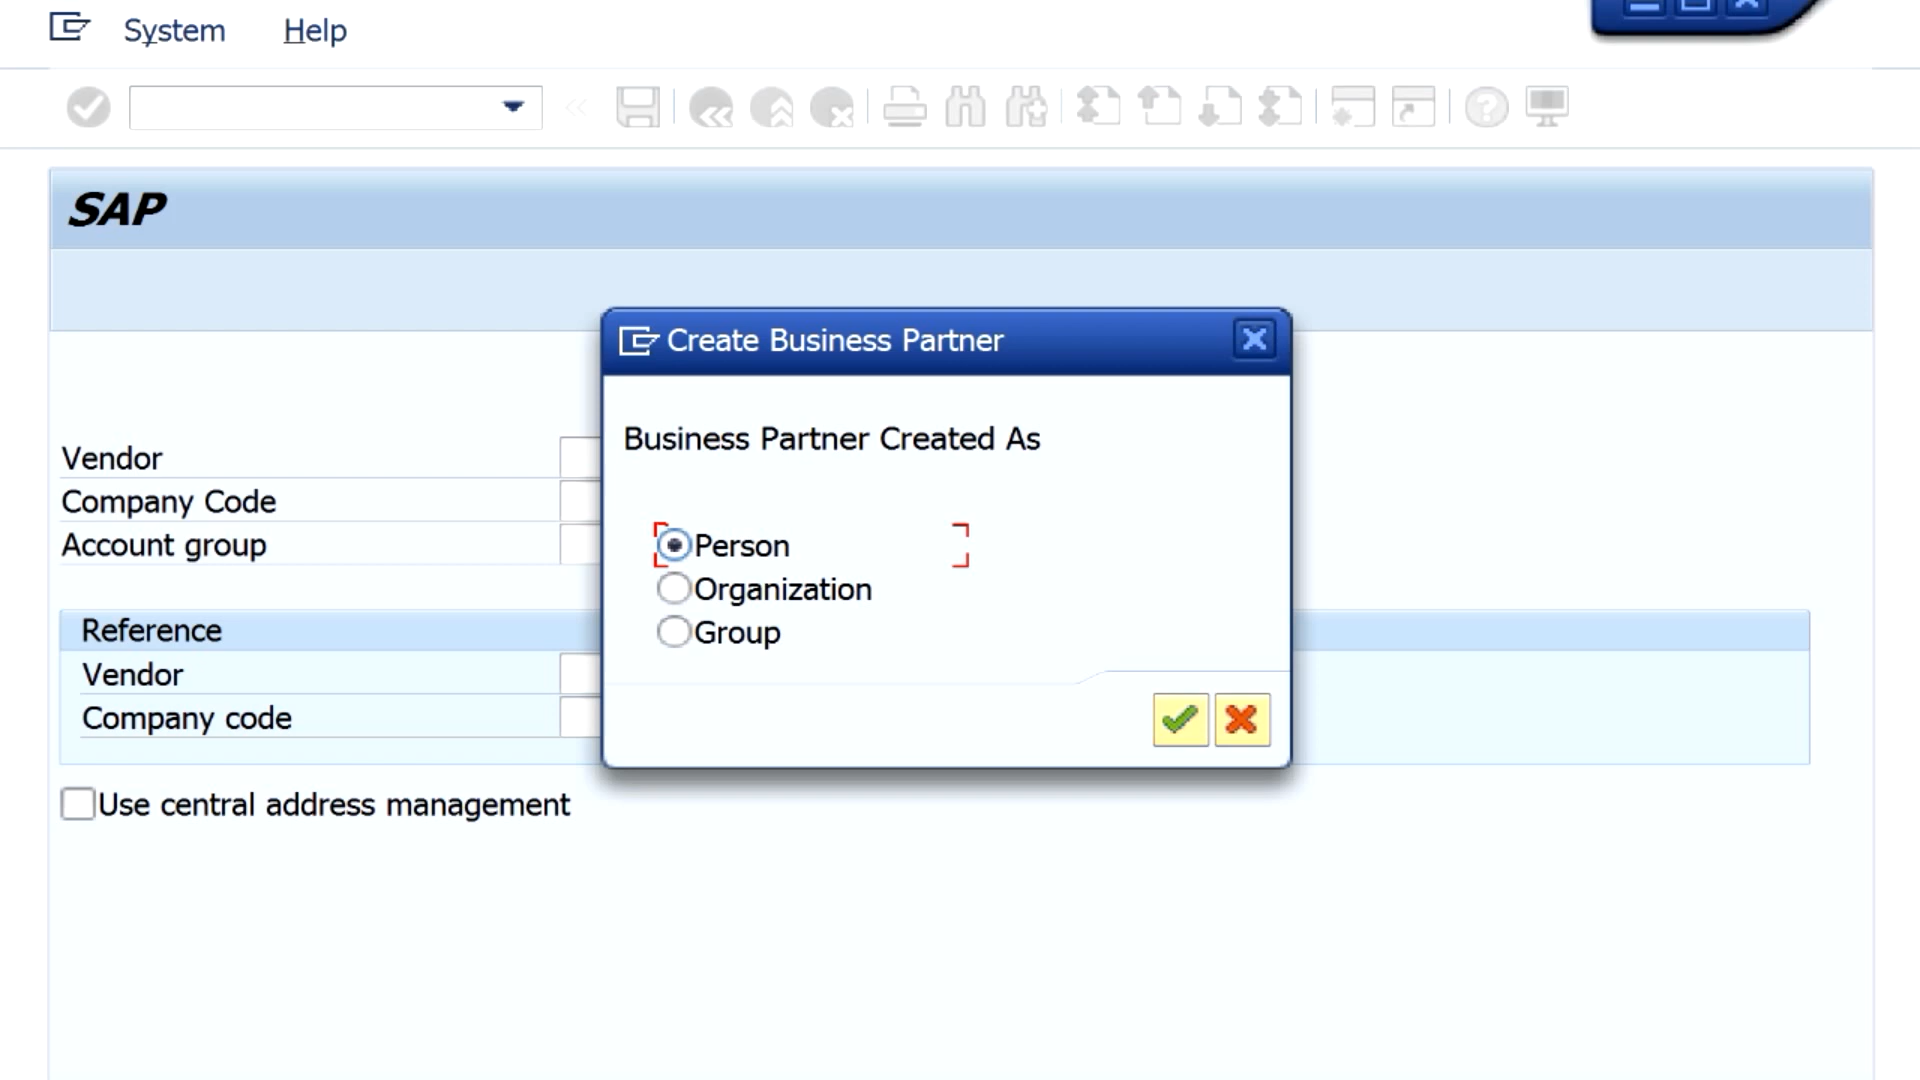 System Help
SAP
Create Business Partner
Business Partner Created As
Vendor
Company Code
Account group
Person
Organization
Group
Reference
Vendor
Company code
Use central address management